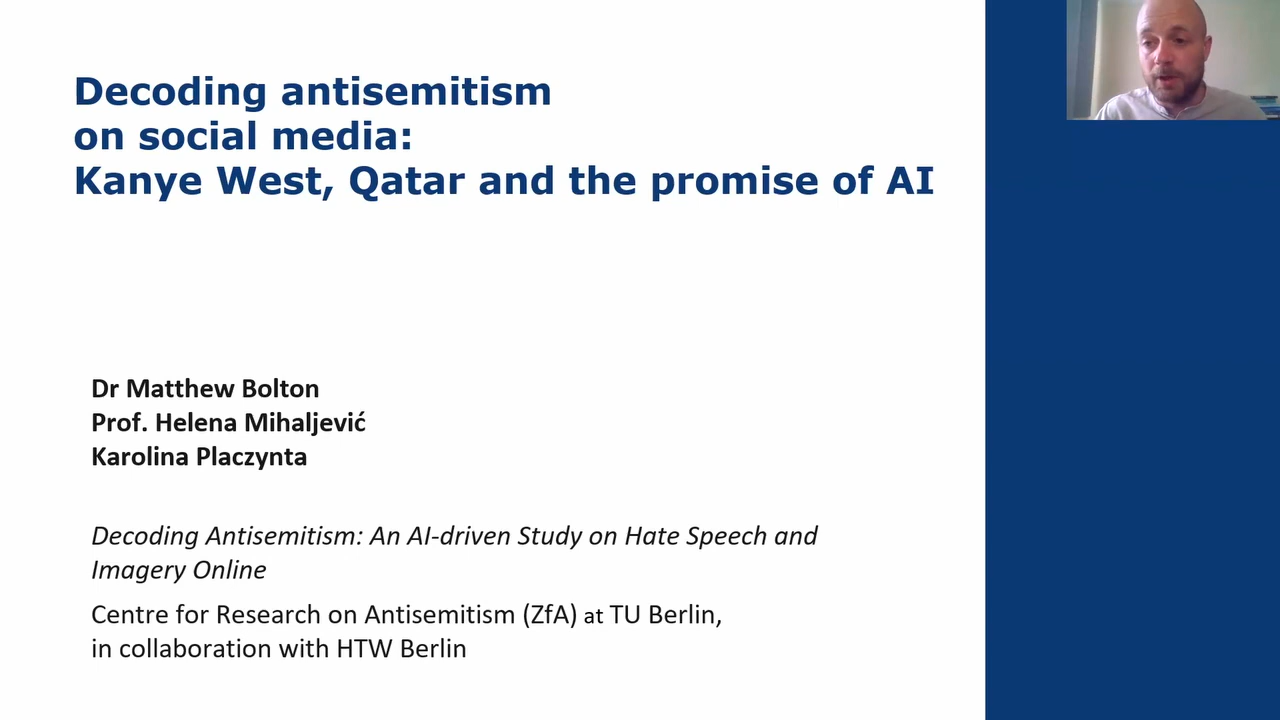 Decoding antisemitism
on social media:
Kanye West, Qatar and the promise of AI
Dr Matthew Bolton
Prof. Helena Mihaljević
Karolina Placzynta
Decoding Antisemitism: An AI-driven Study on Hate Speech and
Imagery Online
Centre for Research on Antisemitism (ZfA) at TU Berlin,
in collaboration with HTW Berlin